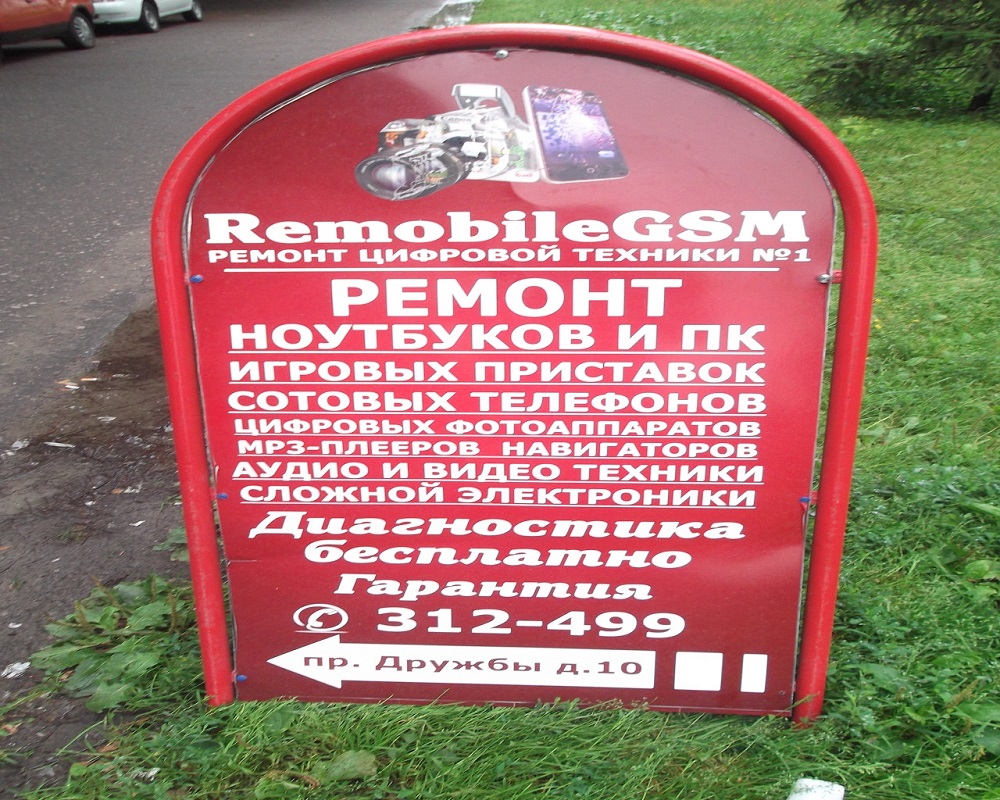 RemobileGSM
РЕМОНТ ЦИФРОВОЙ ТЕХНИКИ №1
РЕМОНТ
НОУТБУКОВ И ПК
ИГРОВЫХ ПРИСТАВОК
СОТОВЫХ ТЕЛЕФОНОВ
ЦИФРОВЫХ ФОТОАППАРАТОВ
МР3-ПЛЕЕРОВ НАВИГАТОРОВ
АУДИО И ВИДЕО ТЕХНИКИ
СЛОЖНОЙ ЭЛЕКТРОНИКИ
Диагностика
бесплатно
Гарантия
✆ 312-499
пр. Дружбы д.10